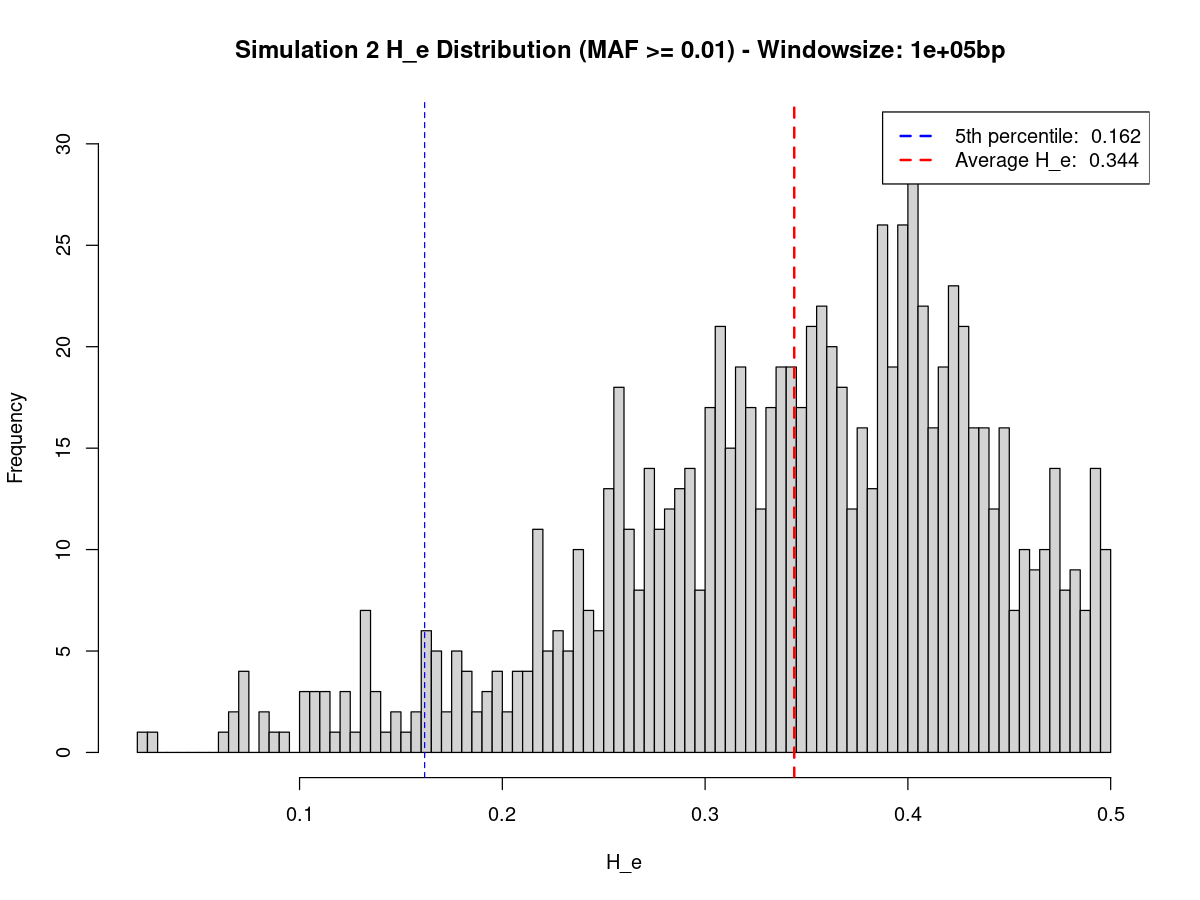 Simulation 2 H_e Distribution (MAF >= 0.01) - Windowsize: 1e+05bp
5th percentile: 0.162
Average H_e: 0.344
Frequency
30
25
20
15
10
5
0
0.1 0.2 0.3 0.4 0.5
H_e